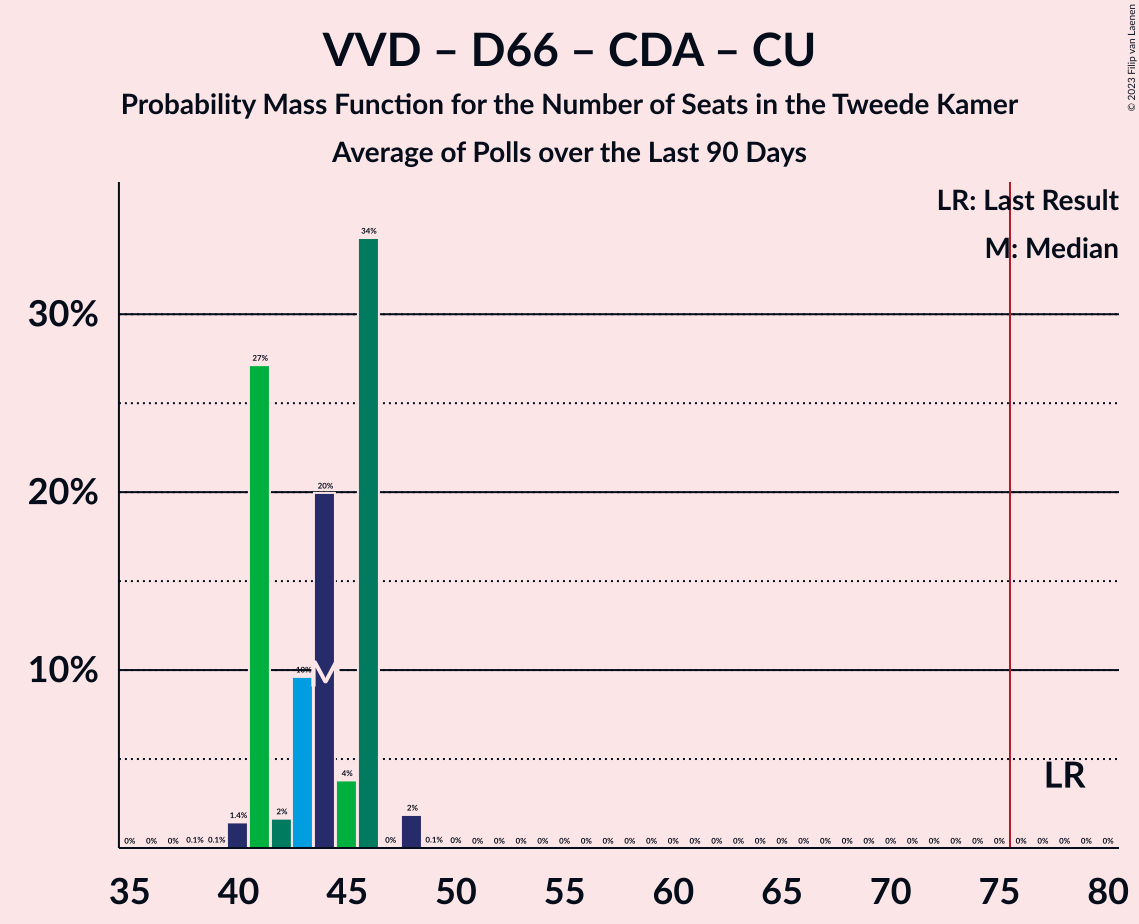 VVD – D66 – CDA – CU
Probability Mass Function for the Number of Seats in the Tweede Kamer
Average of Polls over the Last 90 Days
© 2023 Filip van Laenen
LR: Last Result
M: Median
30%
20%
10%
0% 0% 0% 0.1% 0.1% 1.4% 27% 2% 10% 20% 4% 34% 0% 2% 0.1% 0% 0% 0% 0% 0% 0% 0% 0% 0% 0% 0% 0% 0% 0% 0% 0% 0% 0% 0% 0% 0% 0% 0% 0% 0% 0% 0% 0% 0% 0% 0%
M
LR
35 40 45 50 55 60 65 70 75 80